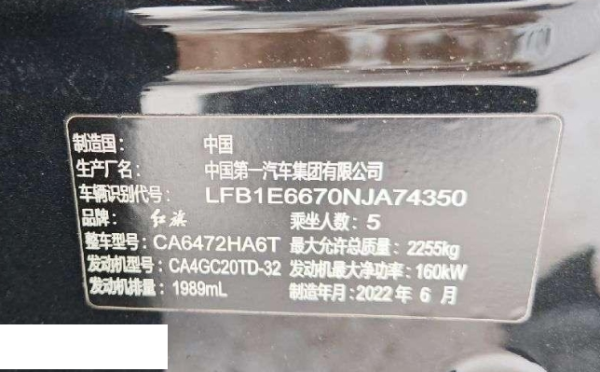 制造国：中国
生产厂名：中国第一汽车集团有限公司
车辆识别代号：LFB1E6670NJA74350
品牌：红旗 乘坐人数：5
整车型号：CA6472HA6T 最大允许总质量：2255kg
发动机型号：CA4GC20TD-32 发动机最大净功率：160kW
发动机排量：1989mL 制造年月：2022年 6 月